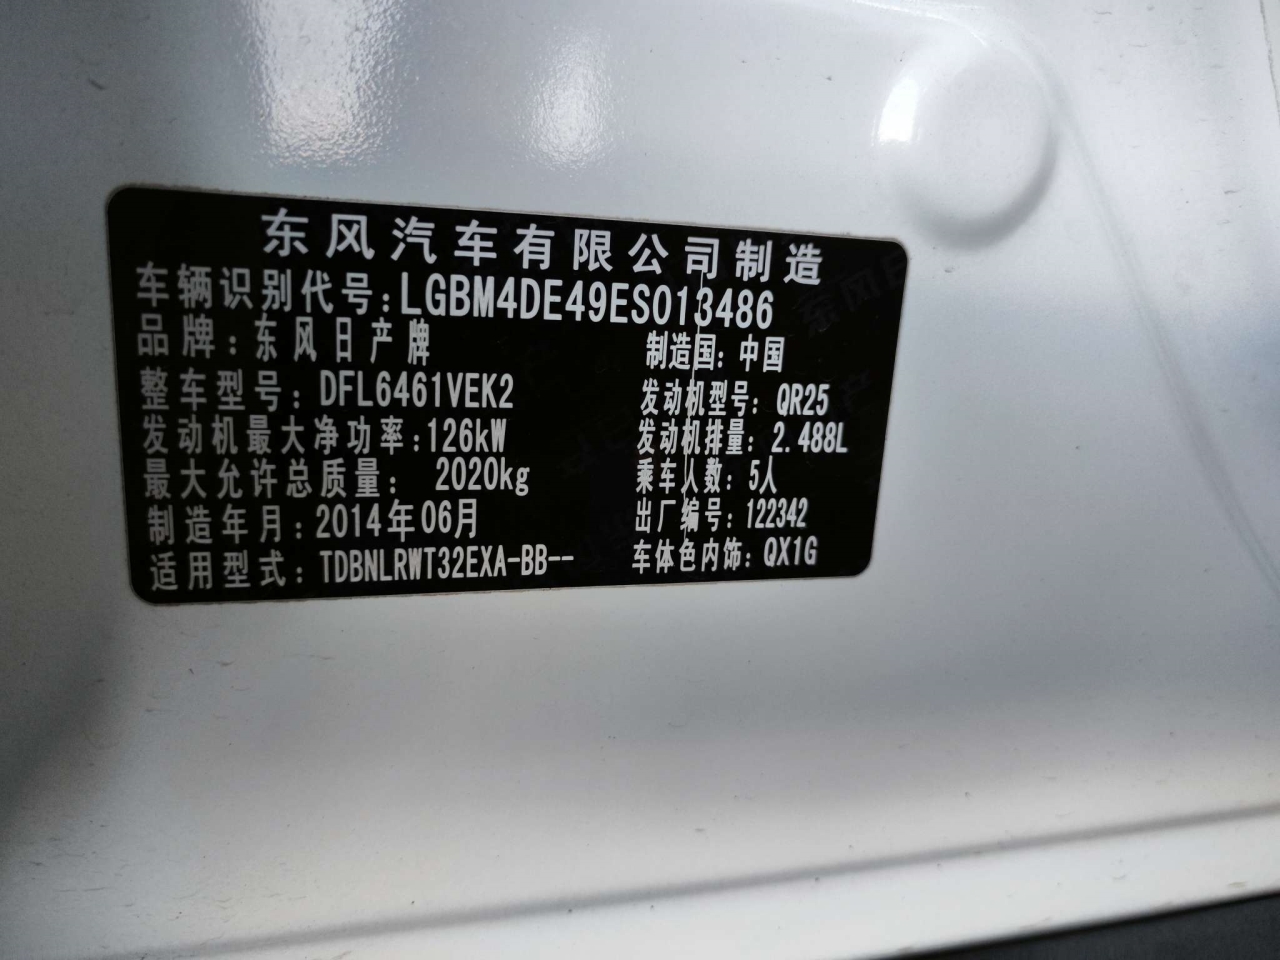 东风汽车有限公司制造
车辆识别代号:LGBM4DE49ES013486
品牌:东风日产牌 制造国:中国
整车型号:DFL6461VEK2 发动机型号:QR25
发动机最大净功率:126kW 发动机排量:2.488L
最大允许总质量: 2020kg 乘车人数:5人
制造年月:2014年06月 出厂编号:122342
适用型式:TDBNLRWT32EXA-BB-- 车体色内饰:QX1G